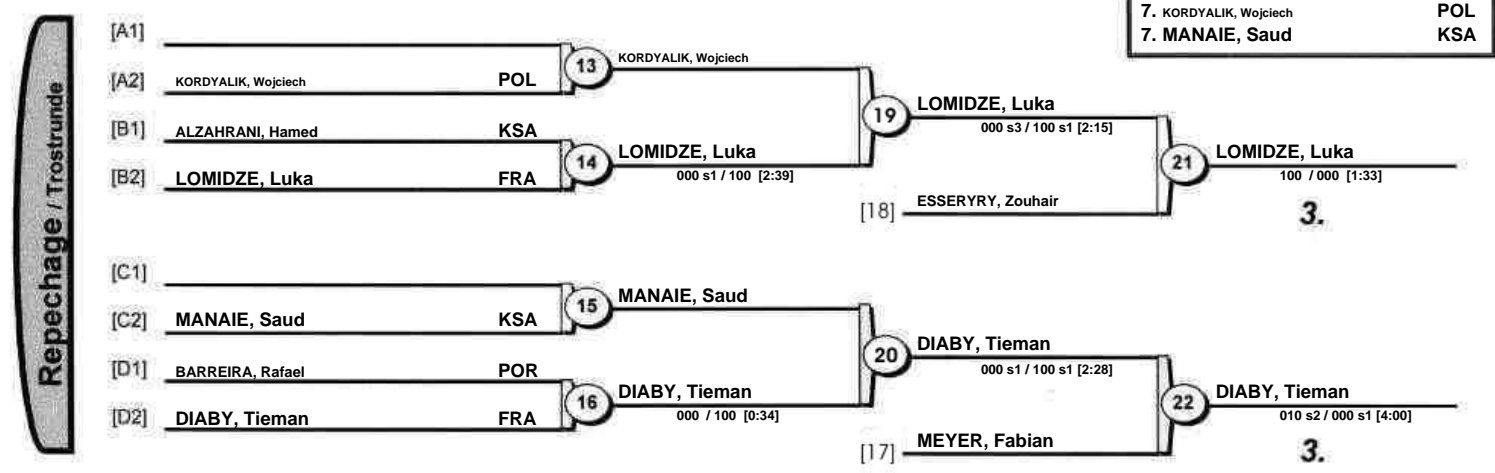 7. KORDYALIK, Wojciech POL
7. MANAIE, Saud KSA
Repechage / Trostrunde
[A1]
13 KORDYALIK, Wojciech
[A2] KORDYALIK, Wojciech POL
19 LOMIDZE, Luka
000 s3 / 100 s1 [2:15]
[B1] ALZAHRANI, Hamed KSA
14 LOMIDZE, Luka
000 s1 / 100 [2:39]
21 LOMIDZE, Luka
100 / 000 [1:33]
[B2] LOMIDZE, Luka FRA
[18] ESSERYRY, Zouhair
3.
[C1]
15 MANAIE, Saud
[C2] MANAIE, Saud KSA
20 DIABY, Tieman
000 s1 / 100 s1 [2:28]
[D1] BARREIRA, Rafael POR
16 DIABY, Tieman
000 / 100 [0:34]
22 DIABY, Tieman
010 s2 / 000 s1 [4:00]
[D2] DIABY, Tieman FRA
[17] MEYER, Fabian
3.